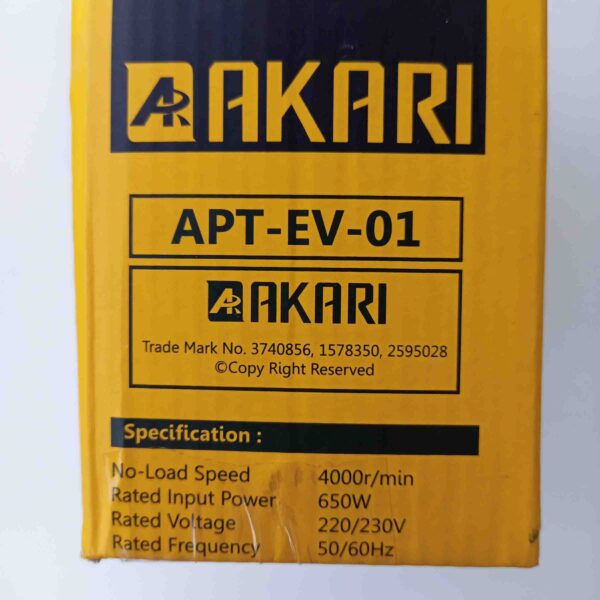 AKARI
APT-EV-01
AKARI
Trade Mark No. 3740856, 1578350, 2595028
©Copy Right Reserved
Specification :
No-Load Speed 4000r/min
Rated Input Power 650W
Rated Voltage 220/230V
Rated Frequency 50/60Hz